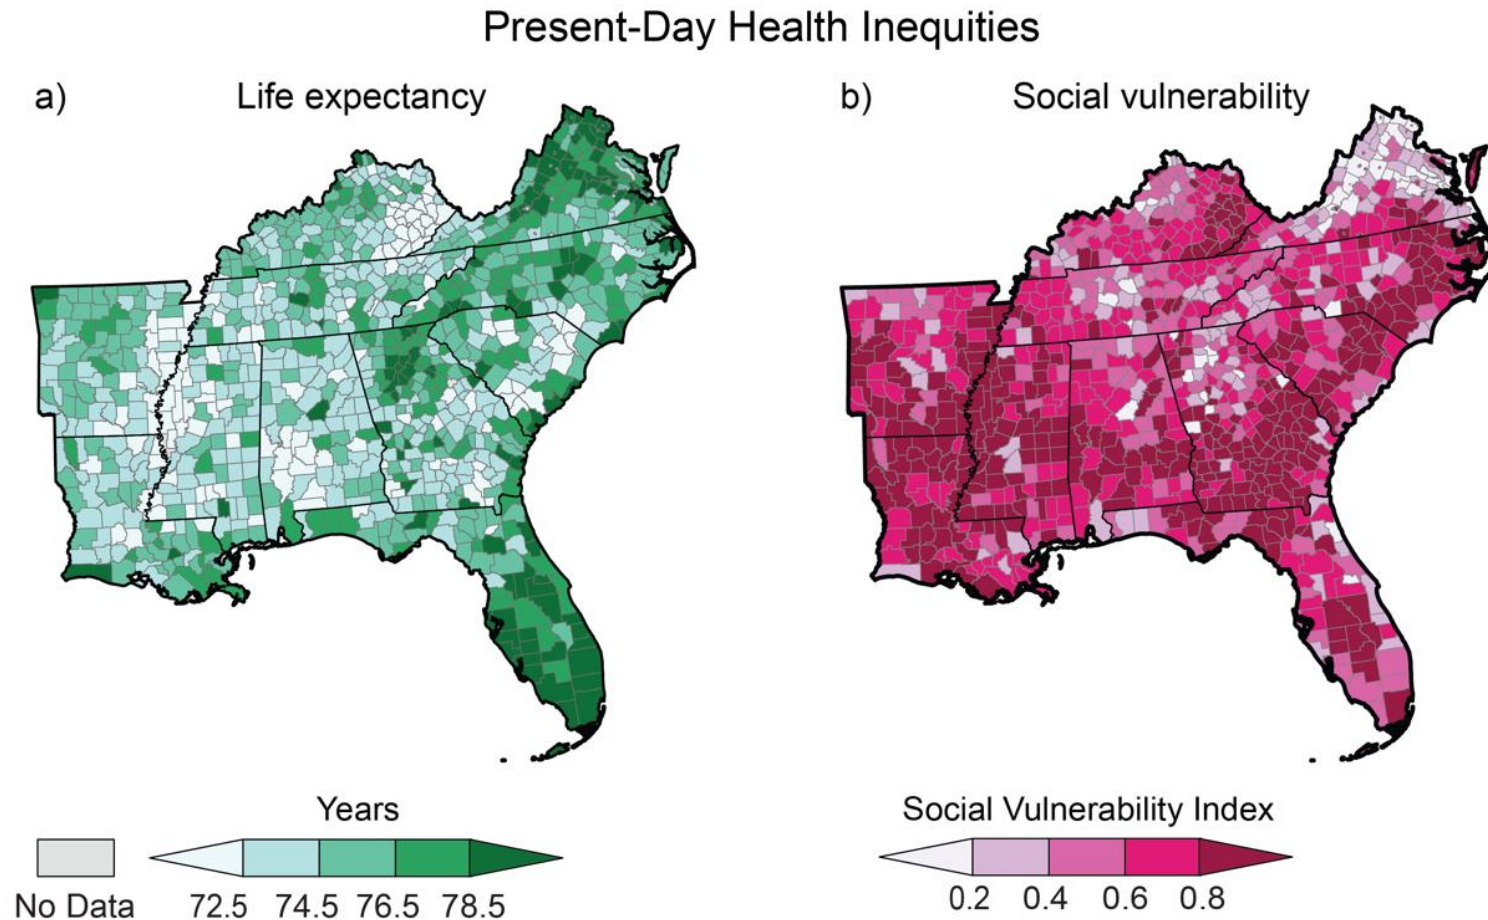 Present-Day Health Inequities
a) Life expectancy
b) Social vulnerability
Years
No Data 72.5 74.5 76.5 78.5
Social Vulnerability Index
0.2 0.4 0.6 0.8